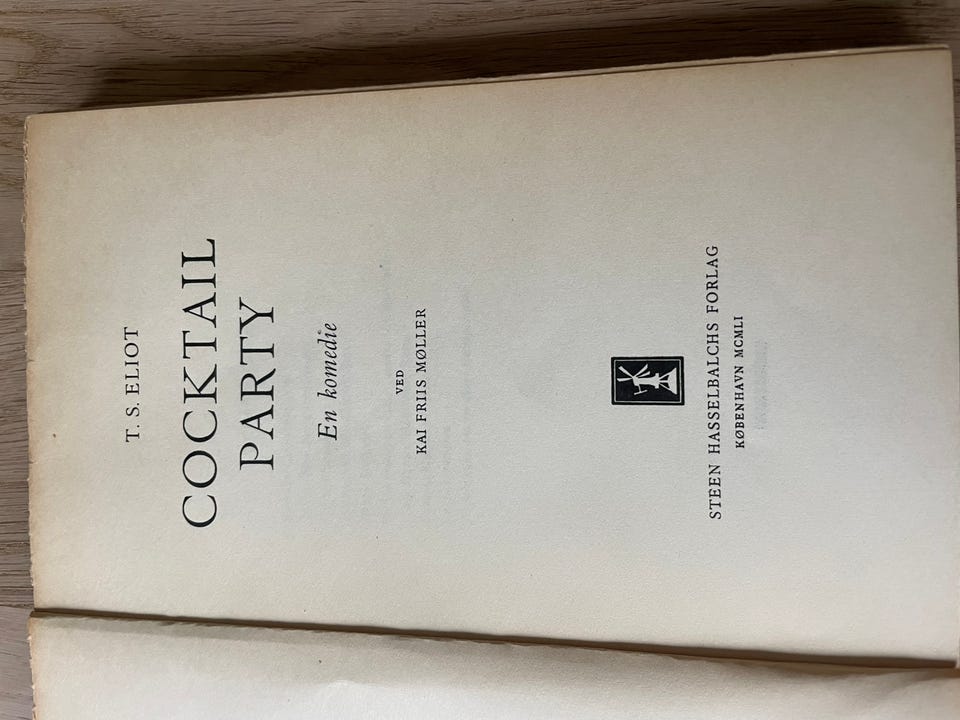 T. S. ELIOT
COCKTAIL
PARTY
En komedie
VED
KAI FRIIS MØLLER
STEEN HASSELBALCHS FORLAG
KØBENHAVN MCMLI